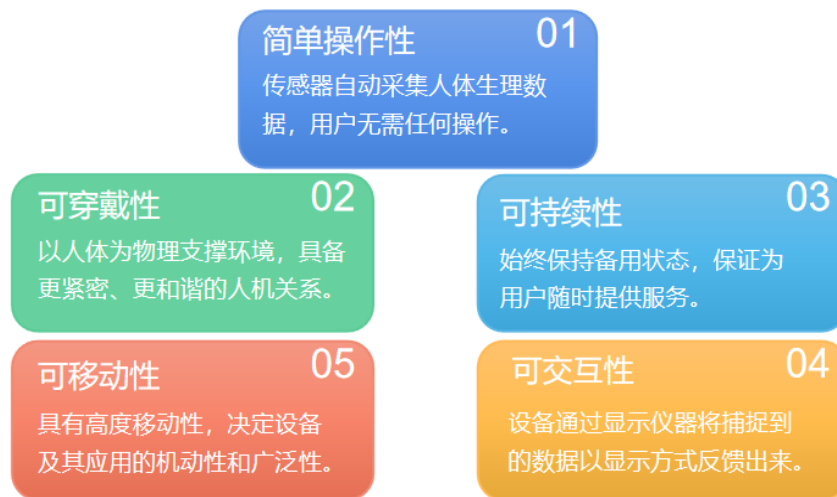 简单操作性 01
传感器自动采集人体生理数
据，用户无需任何操作。
可穿戴性 02
以人体为物理支撑环境，具备
更紧密、更和谐的人机关系。
可持续性 03
始终保持备用状态，保证为
用户随时提供服务。
可移动性 05
具有高度移动性，决定设备
及其应用的机动性和广泛性。
可交互性 04
设备通过显示仪器将捕捉到
的数据以显示方式反馈出来。